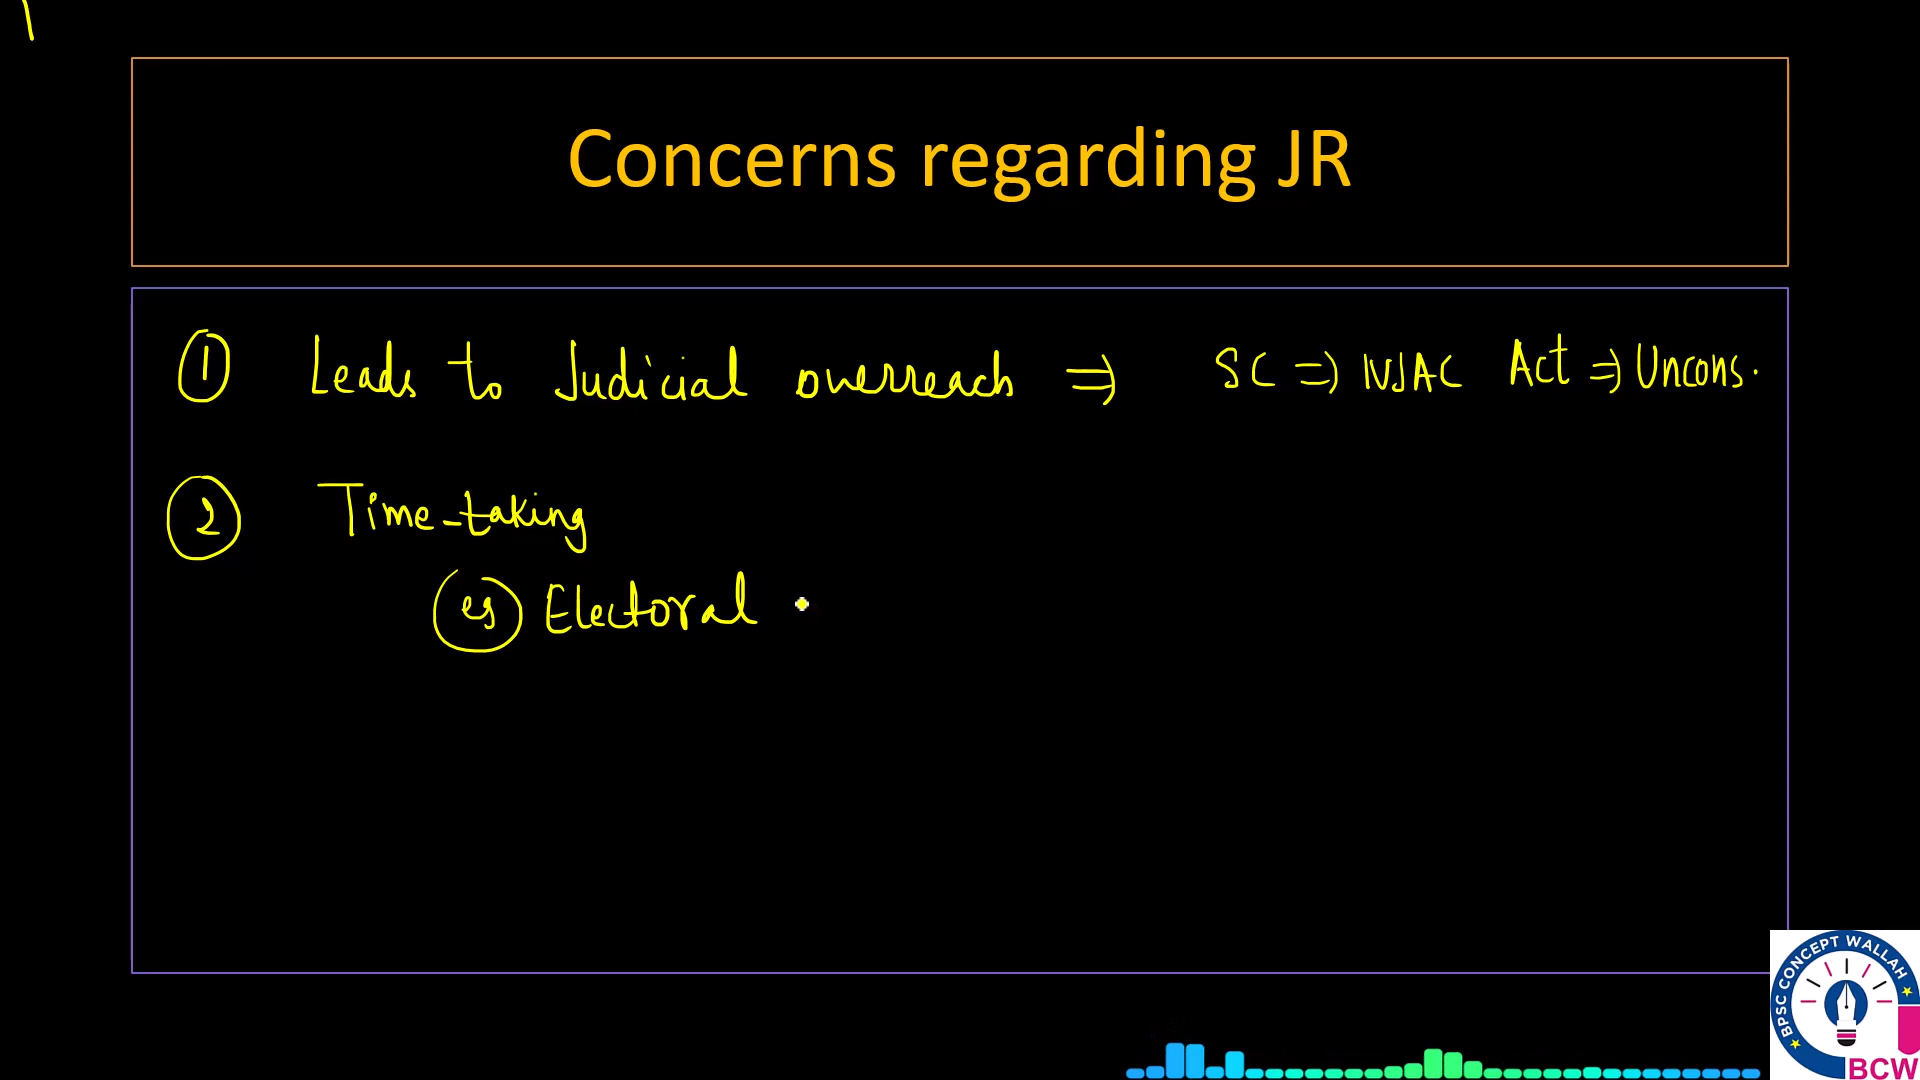 Concerns regarding JR
① Leads to Judicial overreach ⇒ SC ⇒ NJAC Act ⇒ Uncons.
② Time-taking
eg Electoral
BPSC CONCEPT WALLAH
BCW